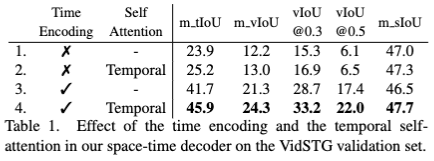 Time Self m_tIoU m_vIoU vIoU vIoU m_sIoU
Encoding Attention @0.3 @0.5
1. ✗ - 23.9 12.2 15.3 6.1 47.0
2. ✗ Temporal 25.2 13.0 16.9 6.5 47.3
3. ✓ - 41.7 21.3 28.7 17.4 46.5
4. ✓ Temporal 45.9 24.3 33.2 22.0 47.7
Table 1. Effect of the time encoding and the temporal self-
attention in our space-time decoder on the VidSTG validation set.